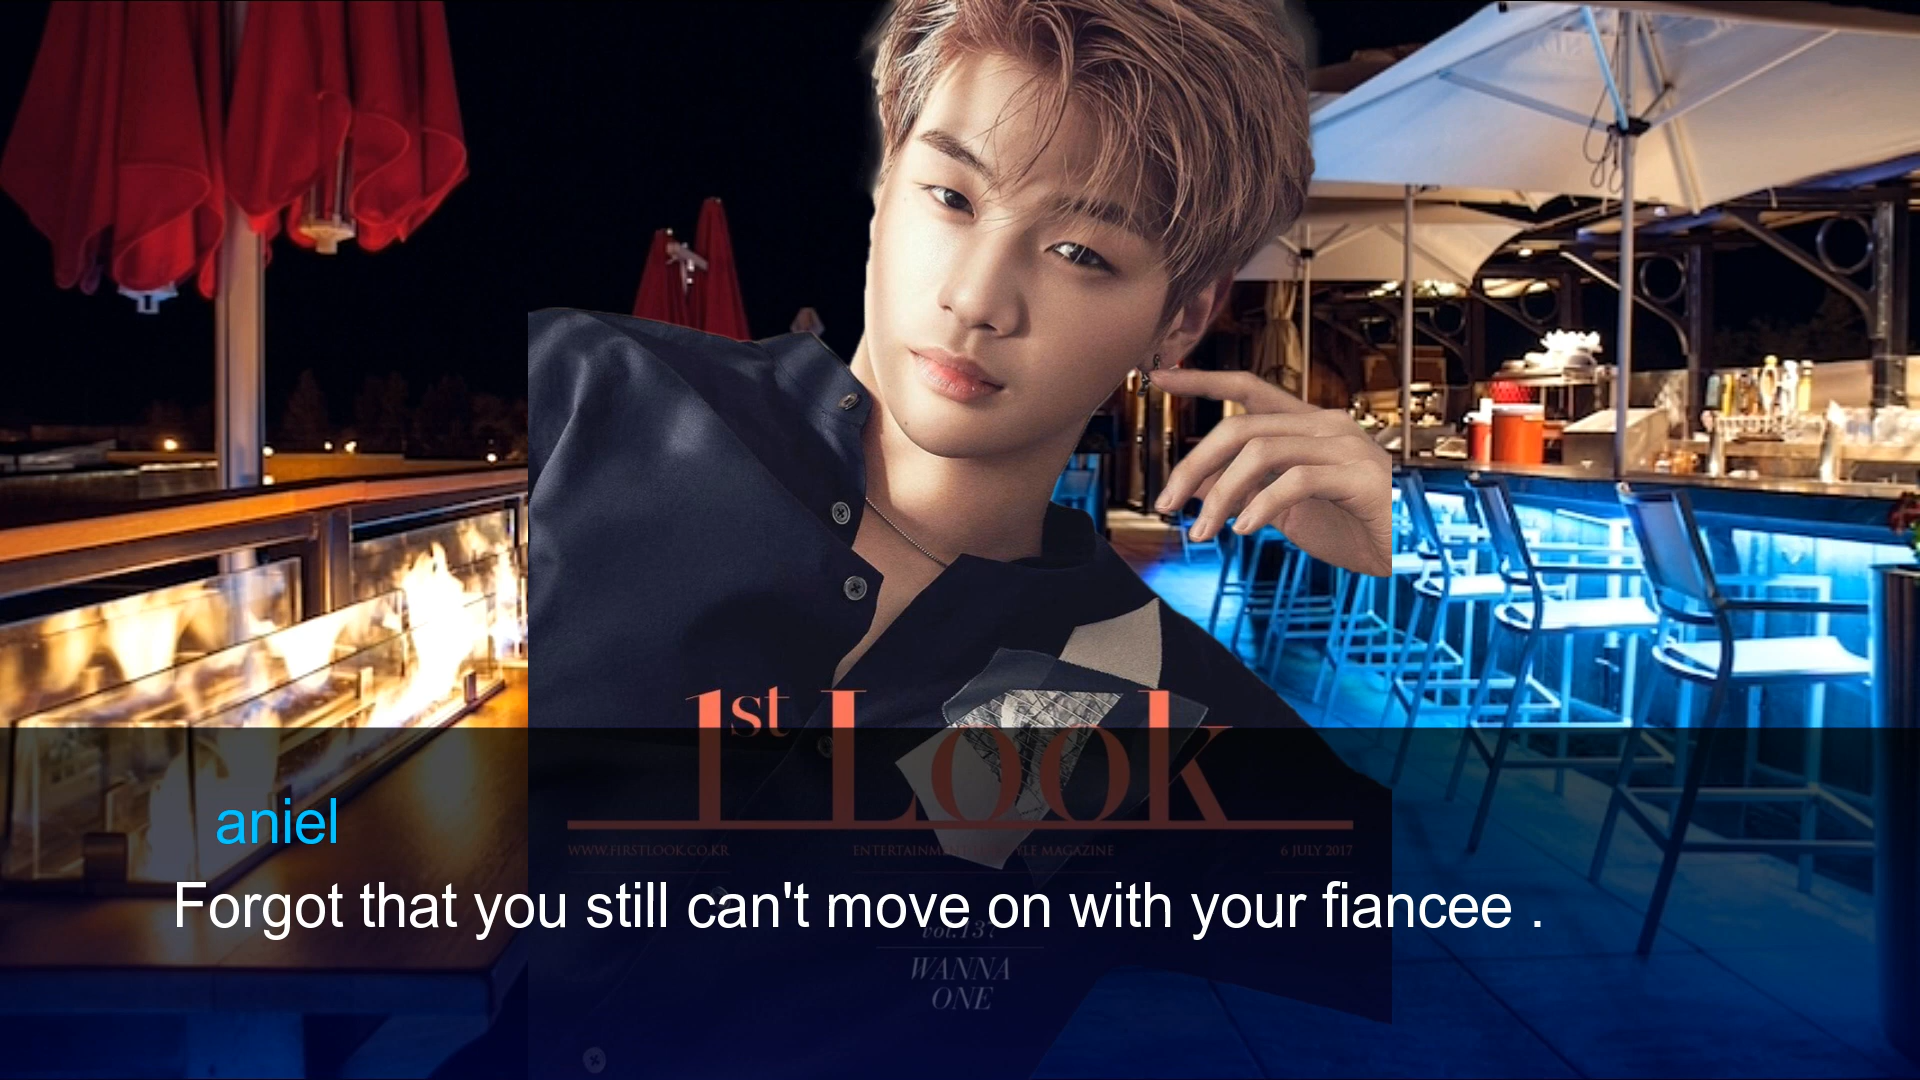 1st Look
WWW.FIRSTLOOK.CO.KR
6 JULY 2017
aniel
Forgot that you still can't move on with your fiancee .
WANNA
ONE